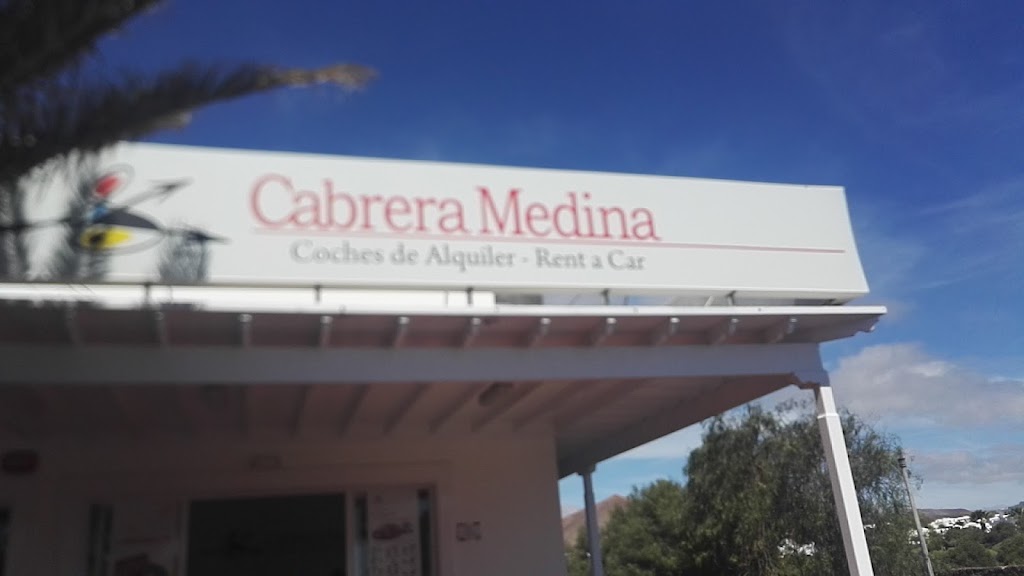 Cabrera Medina
Coches de Alquiler - Rent a Car